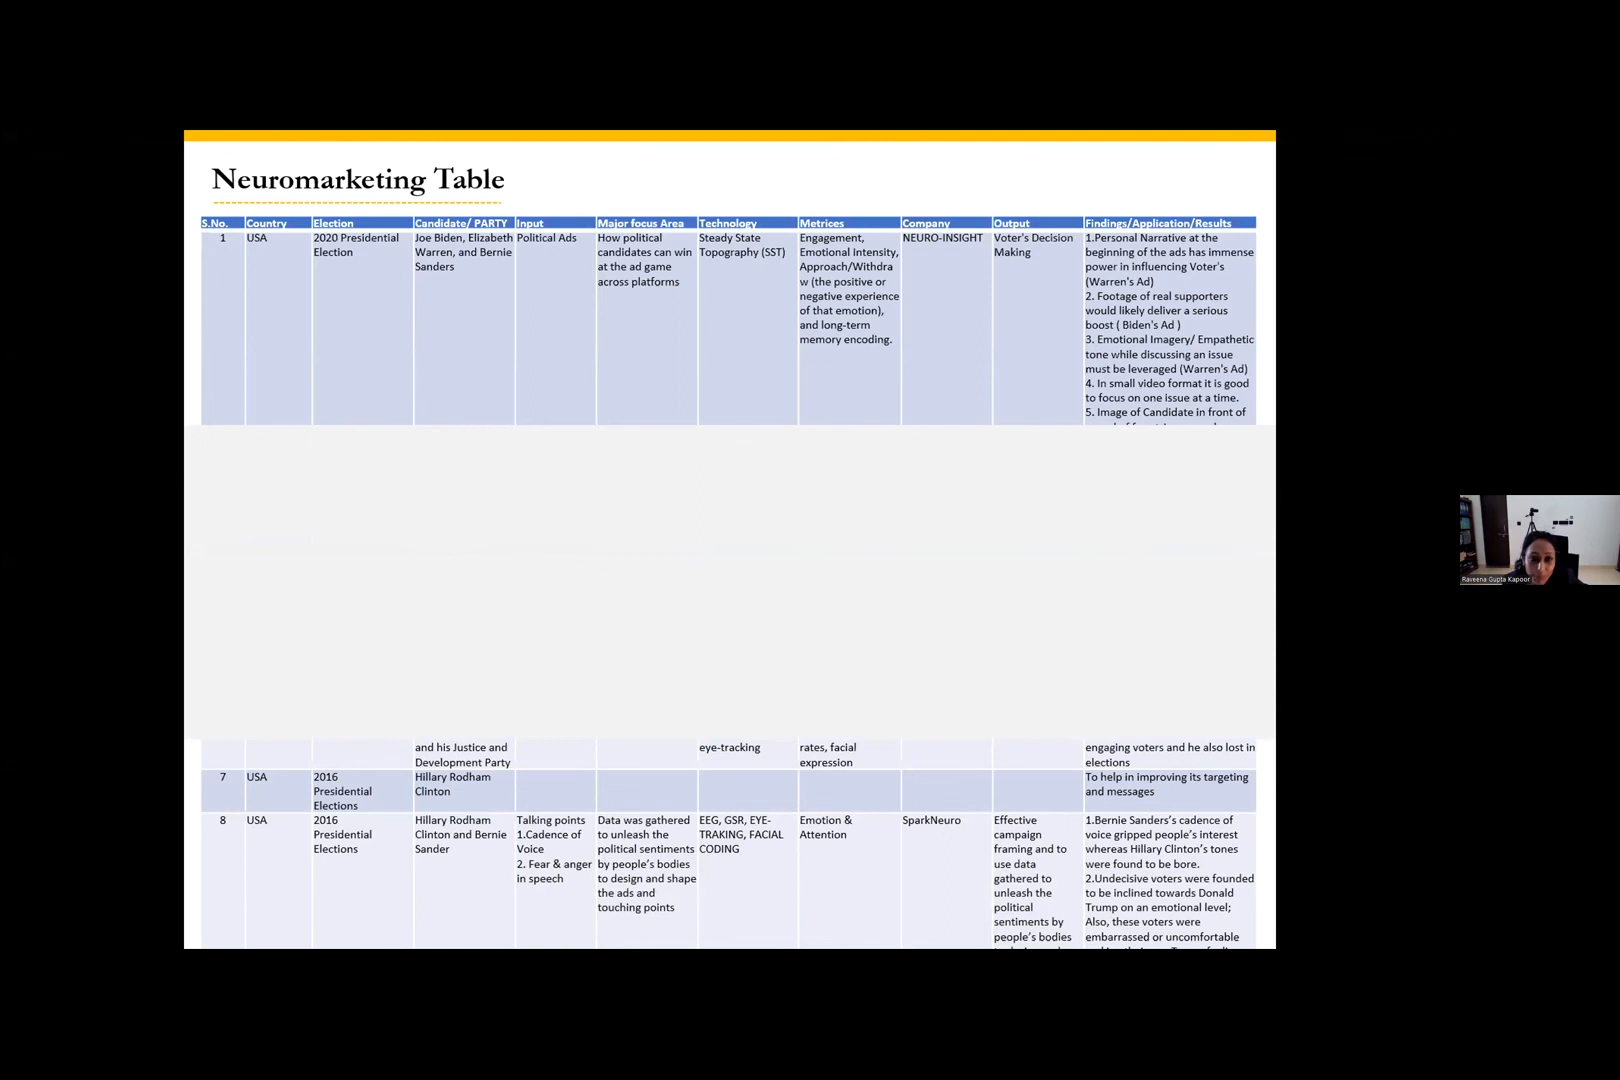 Neuromarketing Table
S.No. Country Election Candidate/ PARTY Input Major focus Area Technology Metrices Company Output Findings/Application/Results
1
USA
2020 Presidential
Election
Joe Biden, Elizabeth
Warren, and Bernie
Sanders
Political Ads
How political
candidates can win
at the ad game
across platforms
Steady State
Topography (SST)
Engagement,
Emotional Intensity,
Approach/Withdra
w (the positive or
negative experience
of that emotion),
and long-term
memory encoding.
NEURO-INSIGHT
Voter's Decision
Making
1.Personal Narrative at the
beginning of the ads has immense
power in influencing Voter's
(Warren's Ad)
2. Footage of real supporters
would likely deliver a serious
boost ( Biden's Ad )
3. Emotional Imagery/ Empathetic
tone while discussing an issue
must be leveraged (Warren's Ad)
4. In small video format it is good
to focus on one issue at a time.
5. Image of Candidate in front of
and his Justice and
Development Party
eye-tracking
rates, facial
expression
engaging voters and he also lost in
elections
7
USA
2016
Presidential
Elections
Hillary Rodham
Clinton
To help in improving its targeting
and messages
8
USA
2016
Presidential
Elections
Hillary Rodham
Clinton and Bernie
Sander
Talking points
1.Cadence of
Voice
2. Fear & anger
in speech
Data was gathered
to unleash the
political sentiments
by people’s bodies
to design and shape
the ads and
touching points
EEG, GSR, EYE-
TRAKING, FACIAL
CODING
Emotion &
Attention
SparkNeuro
Effective
campaign
framing and to
use data
gathered to
unleash the
political
sentiments by
people’s bodies
1.Bernie Sanders’s cadence of
voice gripped people’s interest
whereas Hillary Clinton’s tones
were found to be bore.
2.Undecisive voters were founded
to be inclined towards Donald
Trump on an emotional level;
Also, these voters were
embarrassed or uncomfortable
Raveena Gupta Kapoor